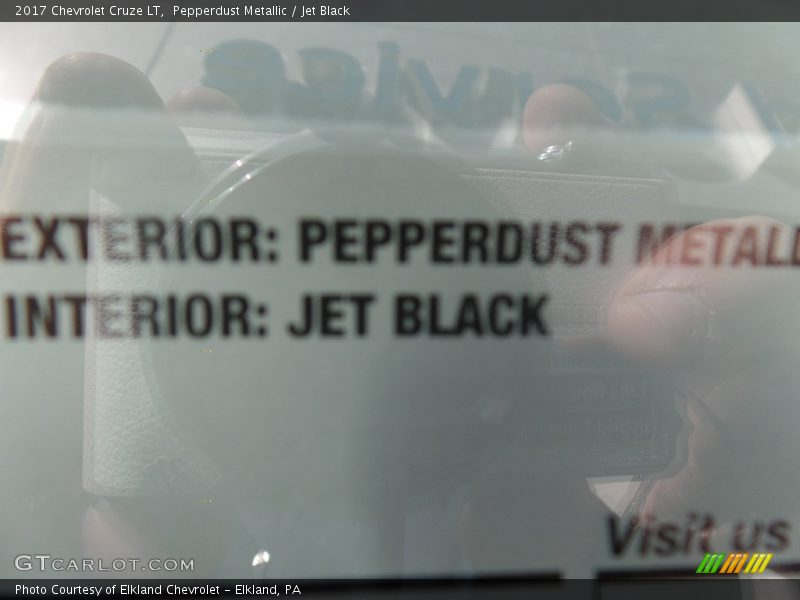 2017 Chevrolet Cruze LT, Pepperdust Metallic / Jet Black
EXTERIOR: PEPPERDUST METALL
INTERIOR: JET BLACK
Visit us
GTCARLOT.COM
Photo Courtesy of Elkland Chevrolet – Elkland, PA